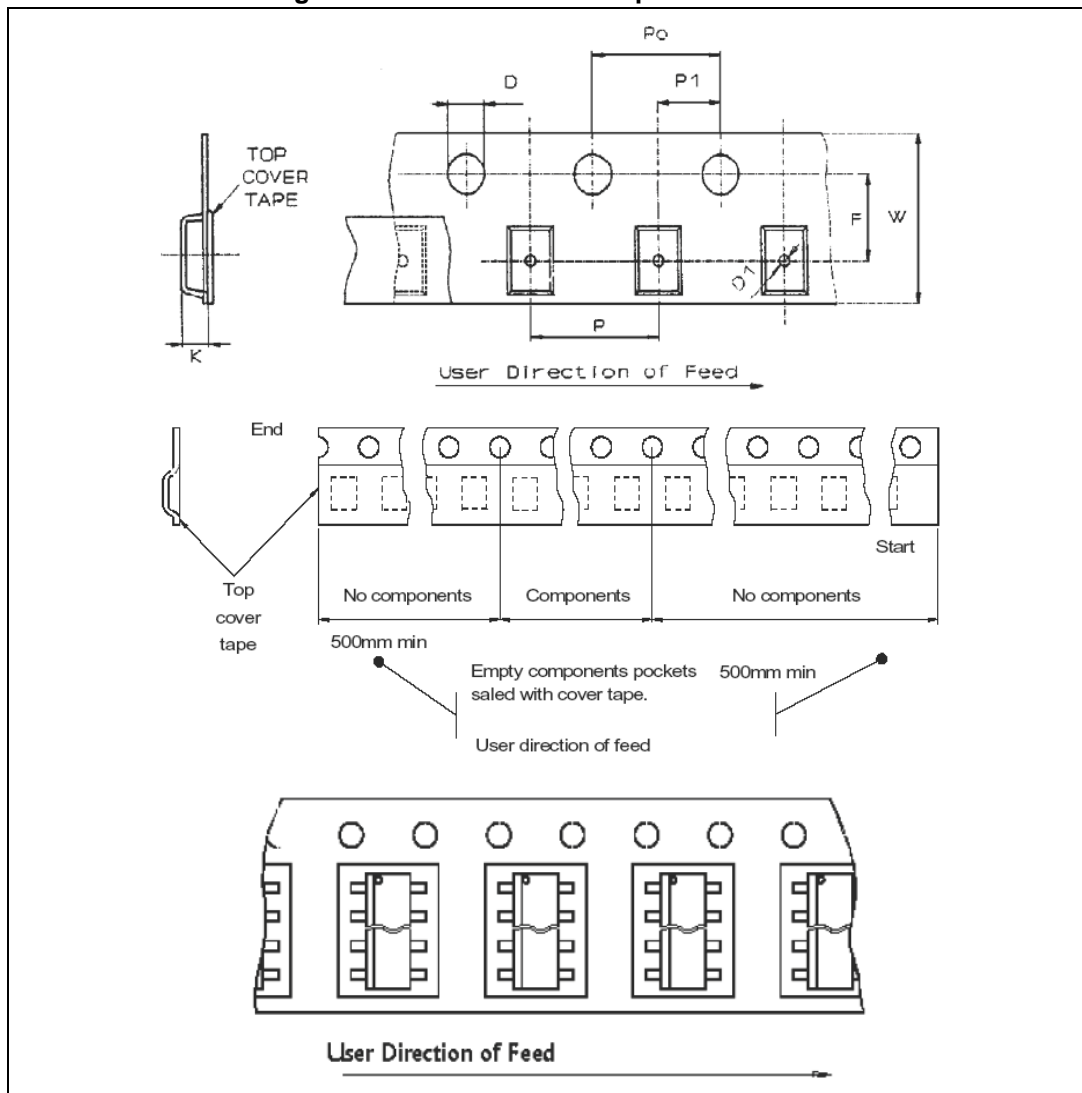 Po
D
P1
TOP
COVER
TAPE
F
W
D1
P
K
User Direction of Feed
End
Start
Top
cover
tape
No components
Components
No components
500mm min
Empty components pockets
saled with cover tape.
500mm min
User direction of feed
User Direction of Feed